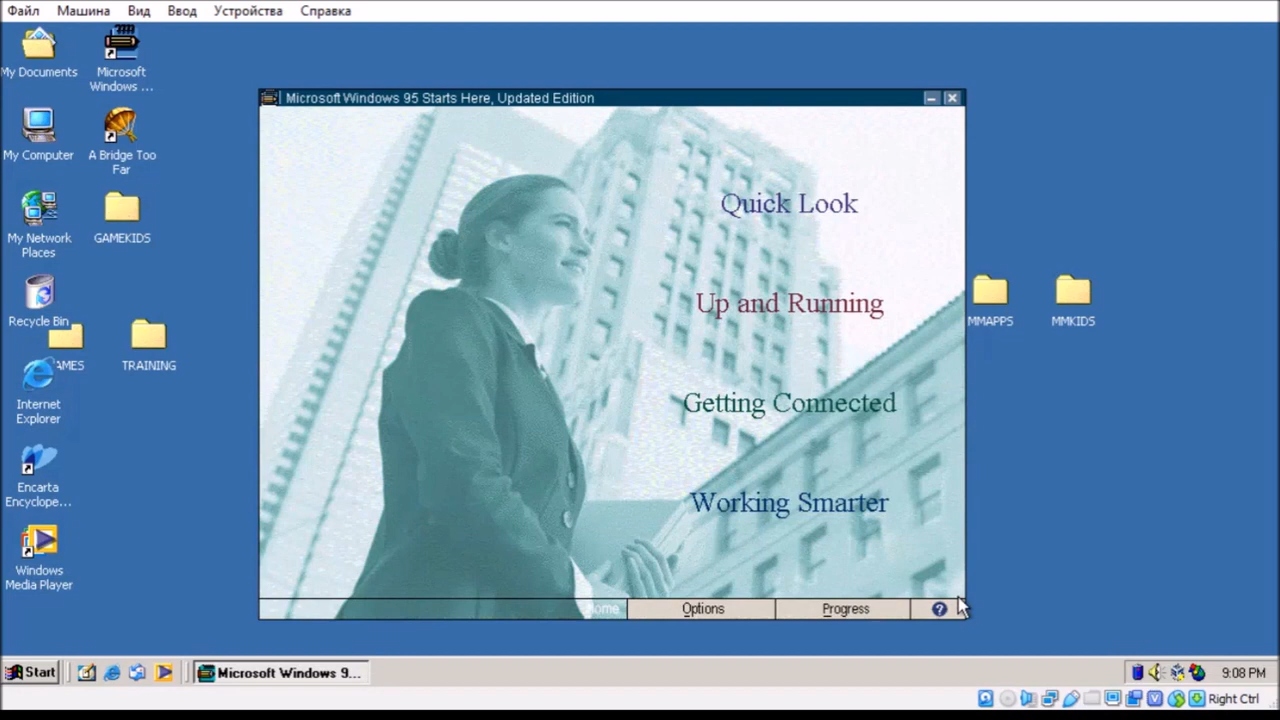 Файл Машина Вид Ввод Устройства Справка
My Documents
Microsoft
Windows ...
My Computer
A Bridge Too
Far
My Network
Places
GAMEKIDS
Recycle Bin
AMES
TRAINING
Internet
Explorer
Encarta
Encyclope...
Windows
Media Player
Microsoft Windows 95 Starts Here, Updated Edition
Quick Look
Up and Running
Getting Connected
Working Smarter
Home Options Progress ?
MMAPPS
MMKIDS
Start Microsoft Windows 9... 9:08 PM
Right Ctrl